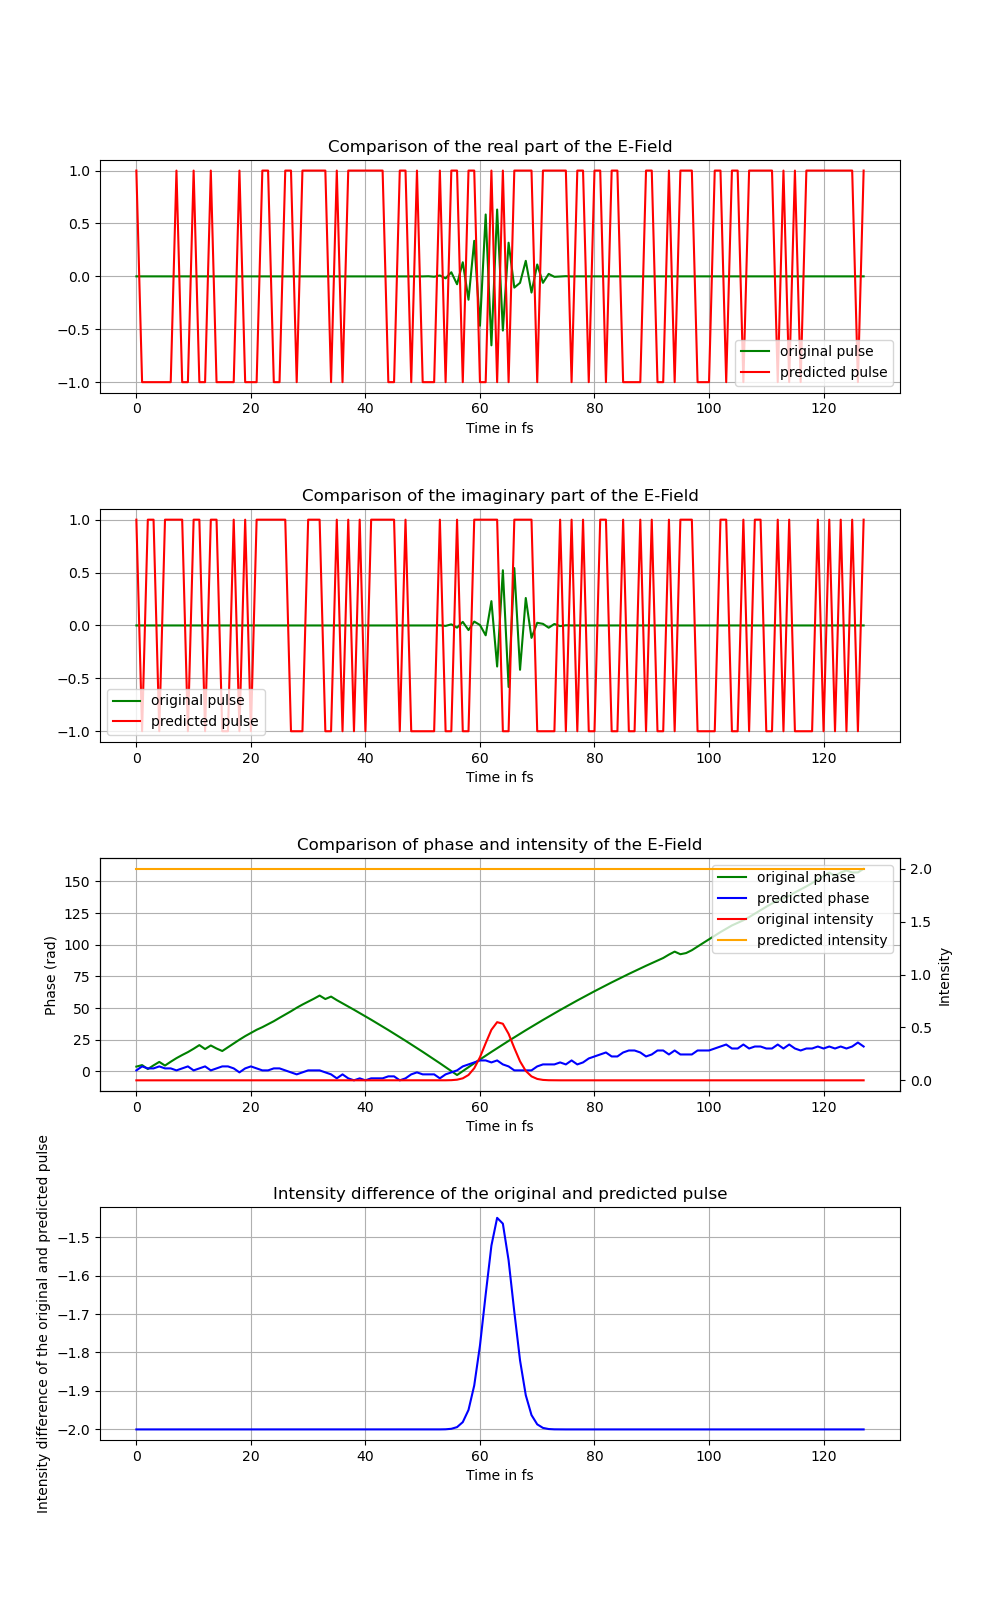 Comparison of the real part of the E-Field
1.0
0.5
0.0
−0.5
−1.0
original pulse
predicted pulse
0 20 40 60 80 100 120
Time in fs
Comparison of the imaginary part of the E-Field
1.0
0.5
0.0
−0.5
−1.0
original pulse
predicted pulse
0 20 40 60 80 100 120
Time in fs
Comparison of phase and intensity of the E-Field
Phase (rad)
150
125
100
75
50
25
0
original phase
predicted phase
original intensity
predicted intensity
2.0
1.5
1.0
0.5
0.0
Intensity
0 20 40 60 80 100 120
Time in fs
Intensity difference of the original and predicted pulse
Intensity difference of the original and predicted pulse
−1.5
−1.6
−1.7
−1.8
−1.9
−2.0
0 20 40 60 80 100 120
Time in fs